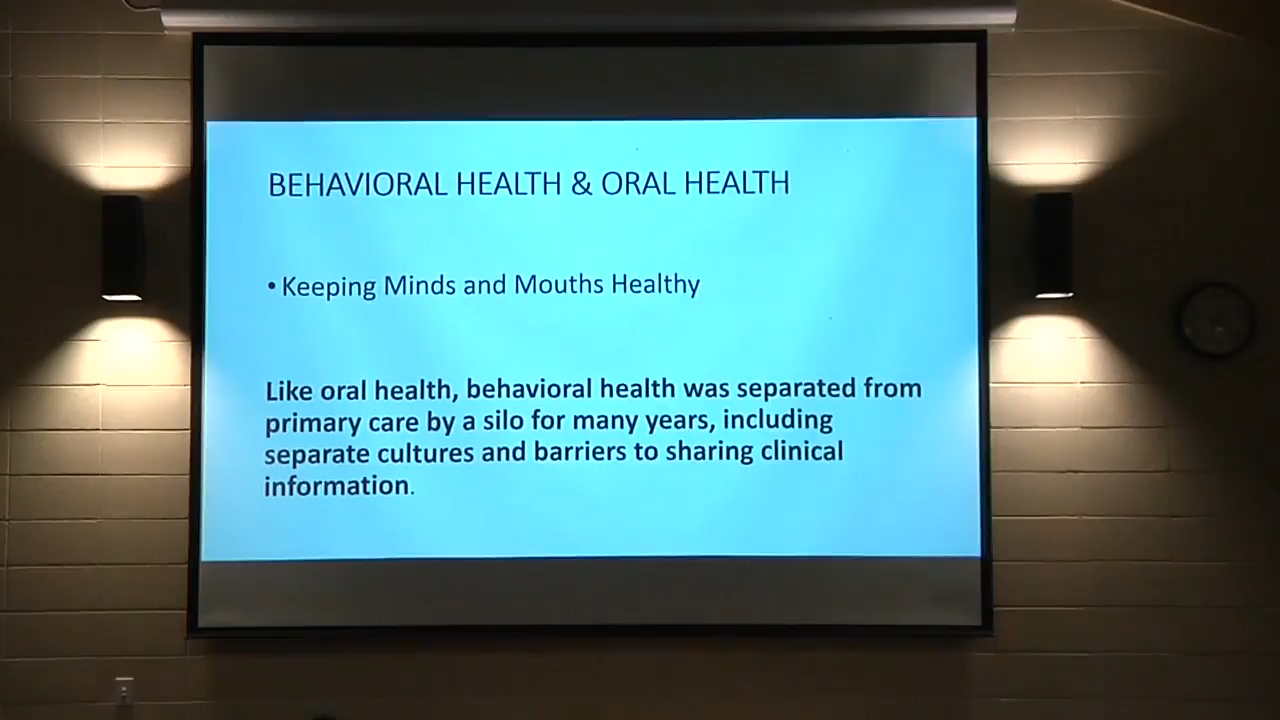 BEHAVIORAL HEALTH & ORAL HEALTH
• Keeping Minds and Mouths Healthy
Like oral health, behavioral health was separated from
primary care by a silo for many years, including
separate cultures and barriers to sharing clinical
information.